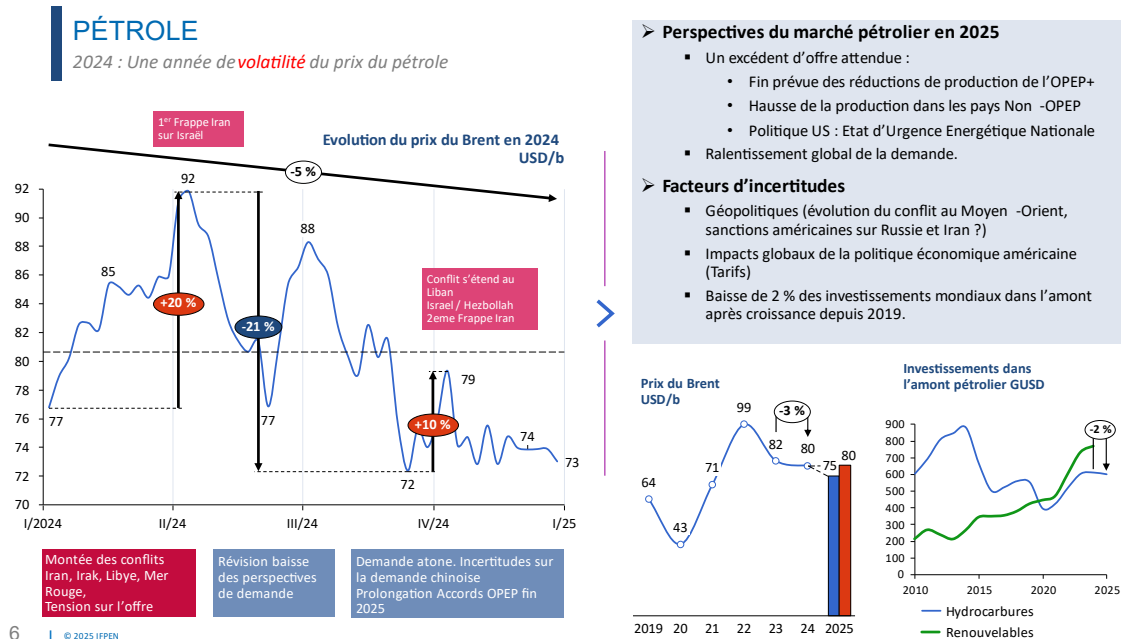 PÉTROLE
2024 : Une année de volatilité du prix du pétrole
1er Frappe Iran
sur Israël
Evolution du prix du Brent en 2024
USD/b
-5 %
92
90
88
86
84
82
80
78
76
74
72
70
77
85
92
+20 %
-21 %
77
88
Conflit s’étend au
Liban
Israel / Hezbollah
2eme Frappe Iran
72
+10 %
79
74
73
I/2024
II/24
III/24
IV/24
I/25
Montée des conflits
Iran, Irak, Libye, Mer
Rouge,
Tension sur l’offre
Révision baisse
des perspectives
de demande
Demande atone. Incertitudes sur
la demande chinoise
Prolongation Accords OPEP fin
2025
➢ Perspectives du marché pétrolier en 2025
▪ Un excédent d’offre attendue :
• Fin prévue des réductions de production de l’OPEP+
• Hausse de la production dans les pays Non -OPEP
• Politique US : Etat d’Urgence Energétique Nationale
▪ Ralentissement global de la demande.
➢ Facteurs d’incertitudes
▪ Géopolitiques (évolution du conflit au Moyen -Orient,
sanctions américaines sur Russie et Iran ?)
▪ Impacts globaux de la politique économique américaine
(Tarifs)
▪ Baisse de 2 % des investissements mondiaux dans l’amont
après croissance depuis 2019.
Prix du Brent
USD/b
64
43
71
99
82
-3 %
80
75
80
2019 20 21 22 23 24 2025
Investissements dans
l’amont pétrolier GUSD
-2 %
900
800
700
600
500
400
300
200
100
0
2010 2015 2020 2025
Hydrocarbures
Renouvelables
6
© 2025 IFPEN